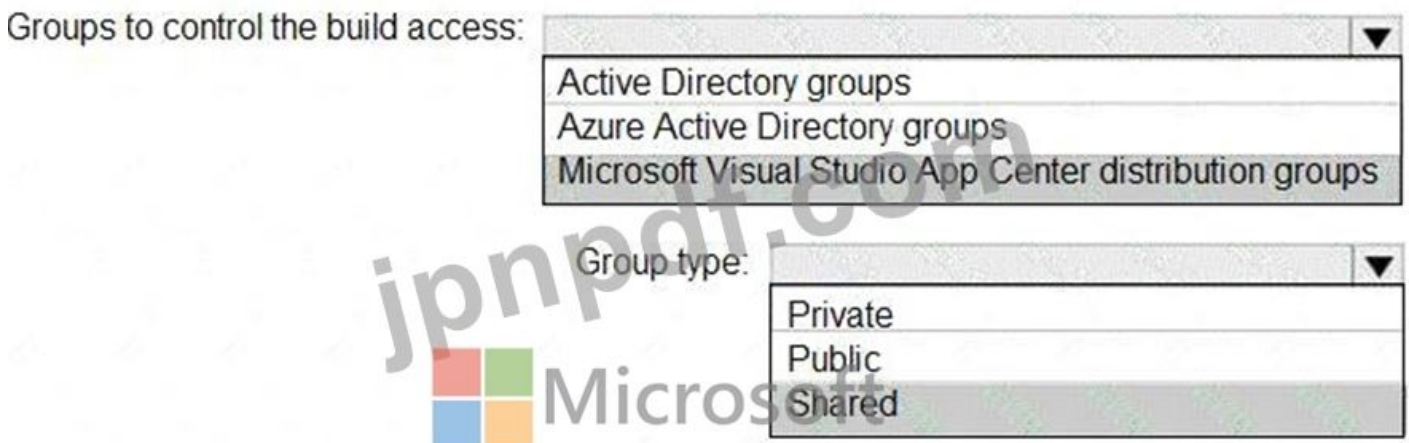 Groups to control the build access:
Active Directory groups
Azure Active Directory groups
Microsoft Visual Studio App Center distribution groups
jpnpdf.com
Group type:
Private
Public
Shared
Microsoft